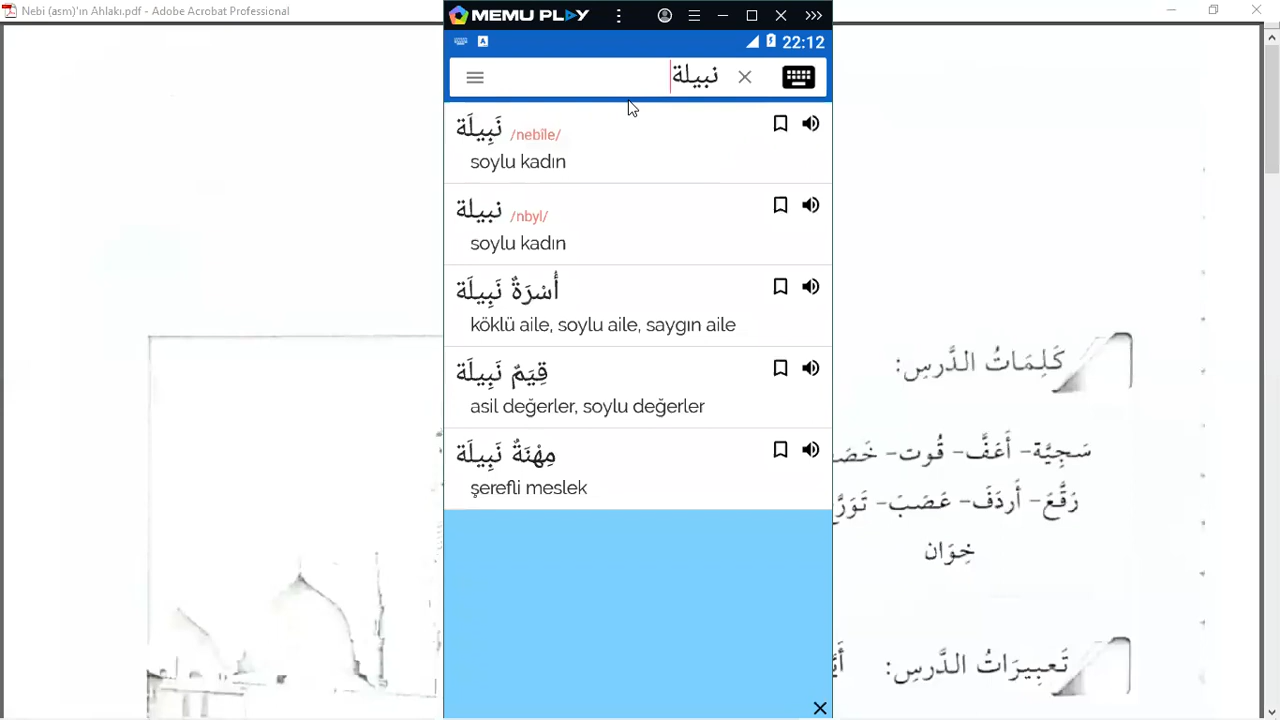 Nebi (asm)'ın Ahlakı.pdf - Adobe Acrobat Professional
MEMU PLAY
22:12
نبيلة
نَبِيلَة /nebîle/
soylu kadın
نبيلة /nbyl/
soylu kadın
أُسْرَةٌ نَبِيلَة
köklü aile, soylu aile, saygın aile
قِيَمٌ نَبِيلَة
asil değerler, soylu değerler
مِهْنَةٌ نَبِيلَة
şerefli meslek
كَلِمَاتُ الدَّرسِ:
سَجِيَّة- أَعَفَّ- قُوت-
رَقَّعَ- أَردَفَ- عَصَبَ-
خِوَان
تَعبِيرَاتُ الدَّرسِ: